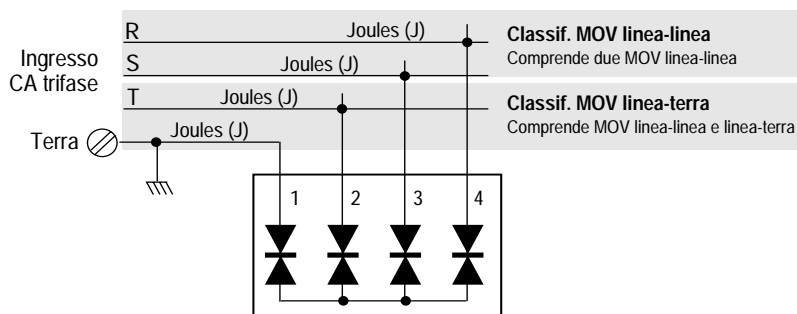 R
Joules (J)
Classif. MOV linea-linea
Ingresso
CA trifase
S
Joules (J)
Comprende due MOV linea-linea
T
Joules (J)
Classif. MOV linea-terra
Terra
Joules (J)
Comprende MOV linea-linea e linea-terra
1 2 3 4